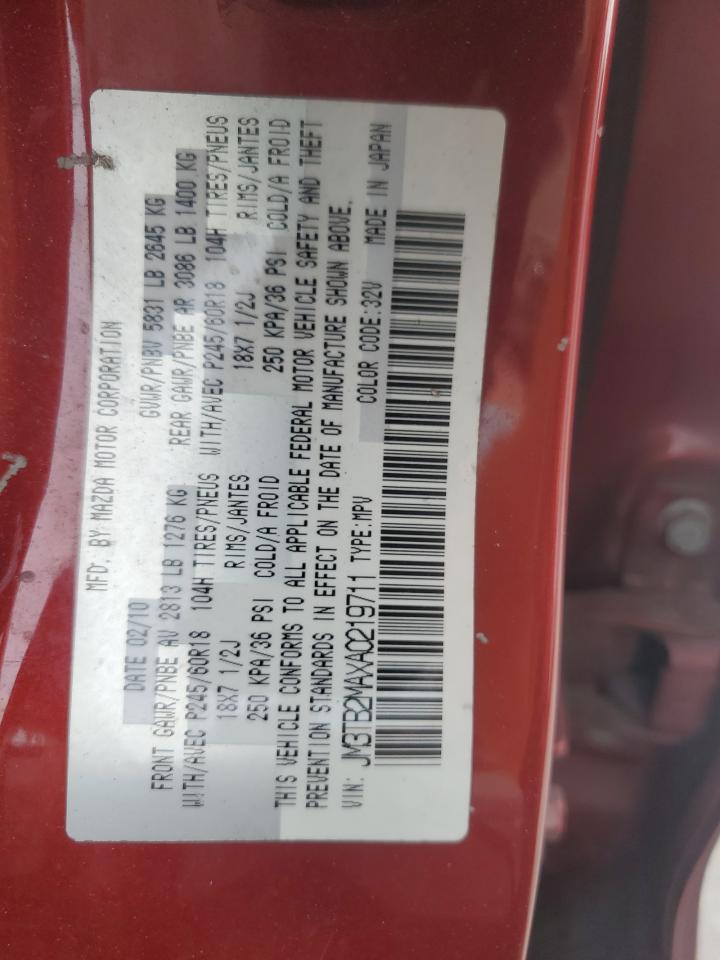 MFD. BY MAZDA MOTOR CORPORATION
DATE 02/10 GVWR/PNBV 5831 LB 2645 KG
FRONT GAWR/PNBE AV 2813 LB 1276 KG REAR GAWR/PNBE AR 3086 LB 1400 KG
WITH/AVEC P245/60R18 104H TIRES/PNEUS WITH/AVEC P245/60R18 104H TIRES/PNEUS
18X7 1/2J RIMS/JANTES 18X7 1/2J RIMS/JANTES
250 KPA/36 PSI COLD/A FROID 250 KPA/36 PSI COLD/A FROID
THIS VEHICLE CONFORMS TO ALL APPLICABLE FEDERAL MOTOR VEHICLE SAFETY AND THEFT
PREVENTION STANDARDS IN EFFECT ON THE DATE OF MANUFACTURE SHOWN ABOVE.
VIN: JM3TB2MAXA0219711 TYPE:MPV COLOR CODE:32V MADE IN JAPAN